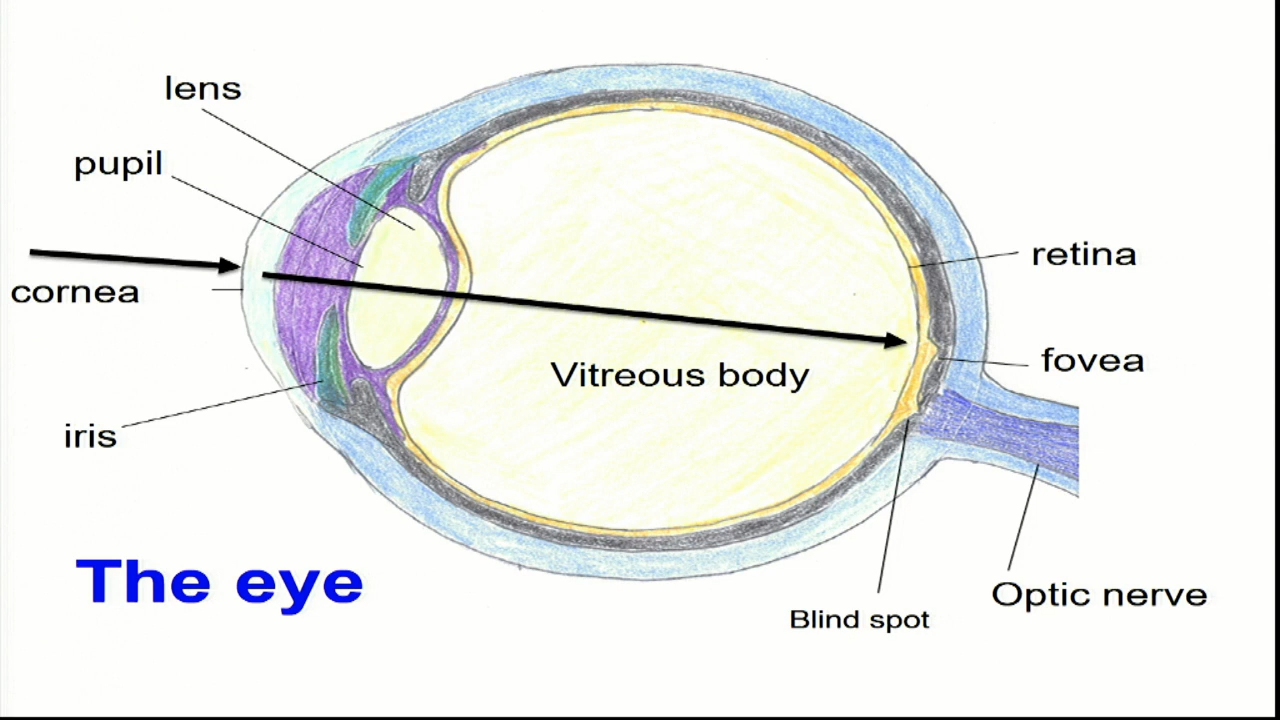 lens
pupil
cornea
iris
retina
Vitreous body
fovea
The eye
Optic nerve
Blind spot